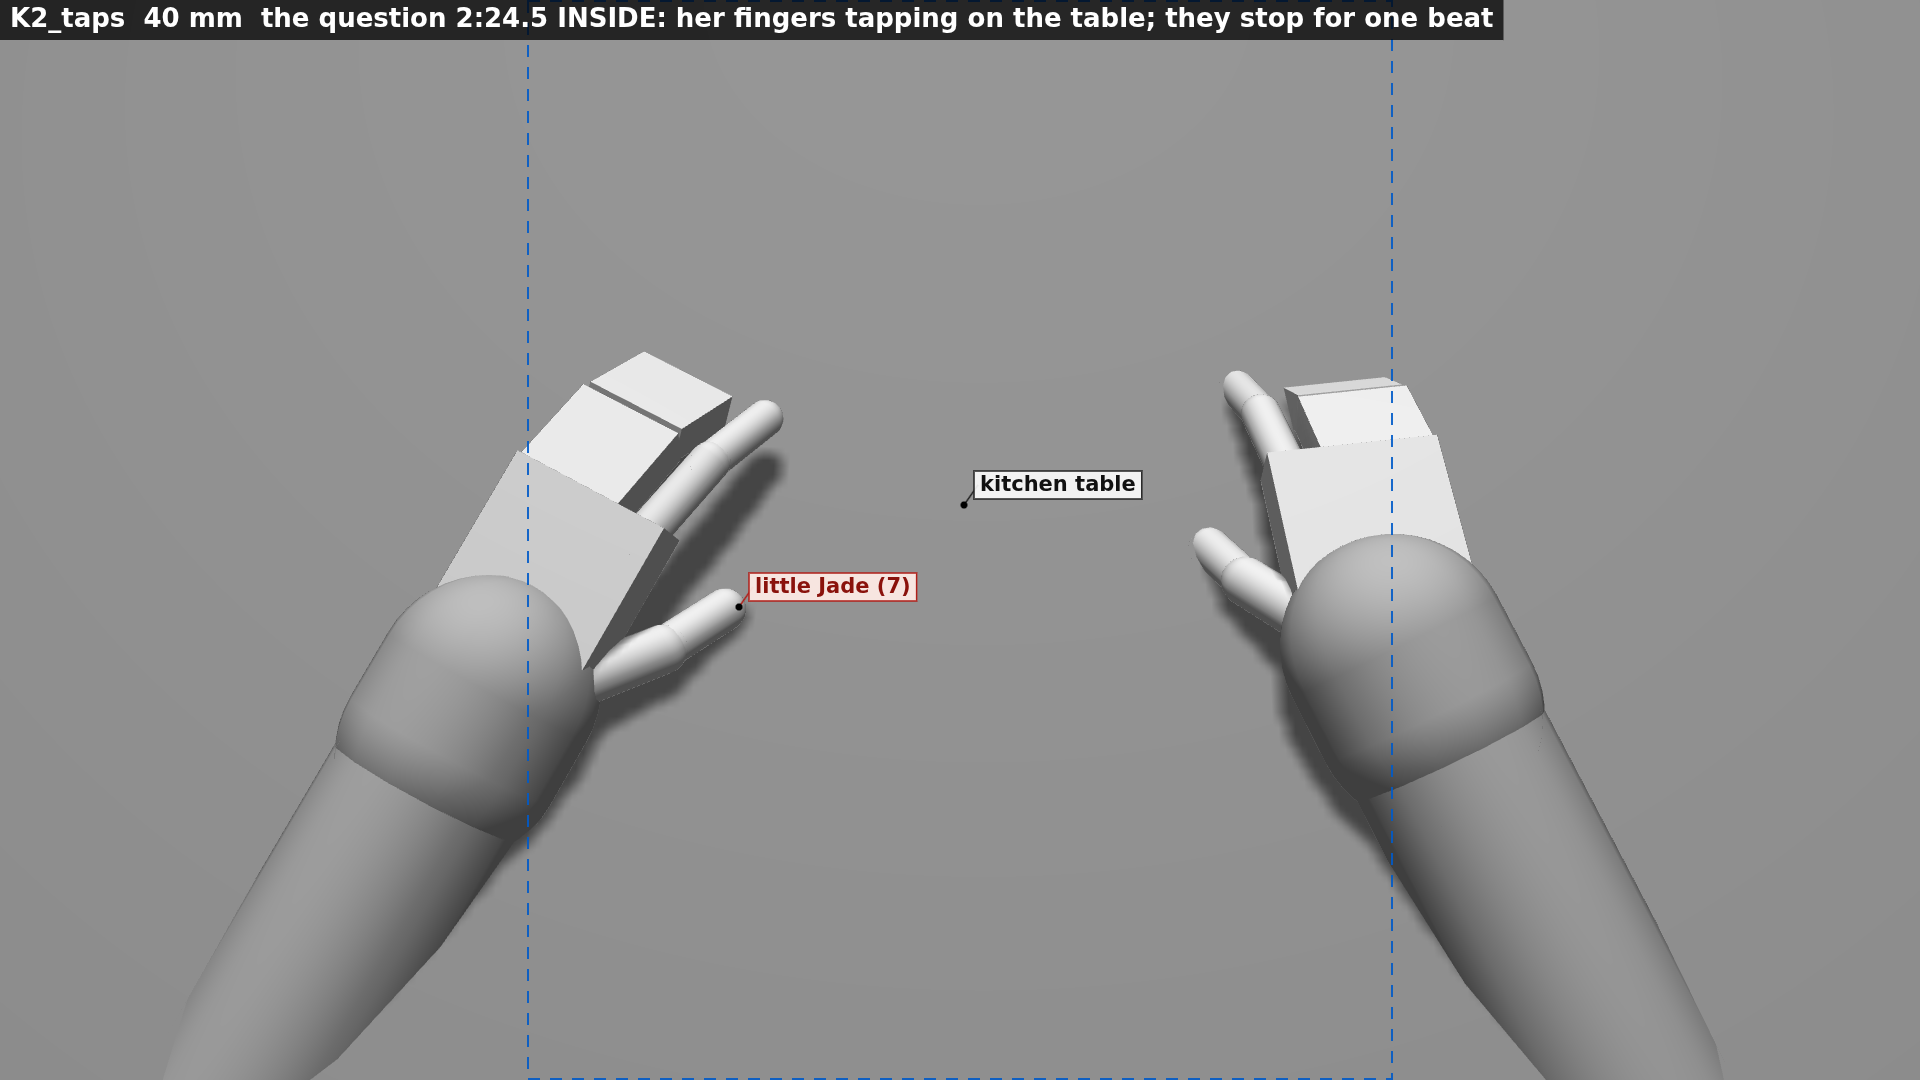 K2_taps 40 mm the question 2:24.5 INSIDE: her fingers tapping on the table; they stop for one beat
kitchen table
little Jade (7)